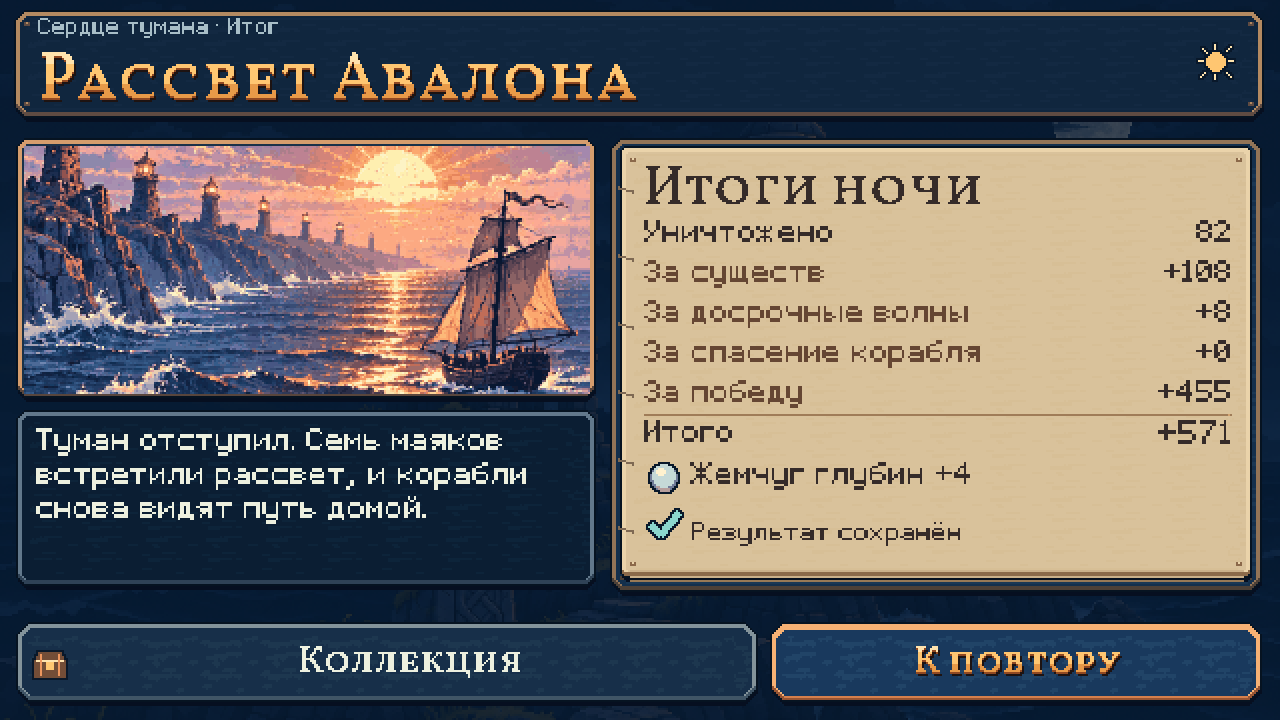 Сердце тумана · Итог
Рассвет Авалона
Туман отступил. Семь маяков
встретили рассвет, и корабли
снова видят путь домой.
Итоги ночи
Уничтожено 82
За существ +108
За досрочные волны +8
За спасение корабля +0
За победу +455
Итого +571
Жемчуг глубин +4
Результат сохранён
Коллекция
К повтору